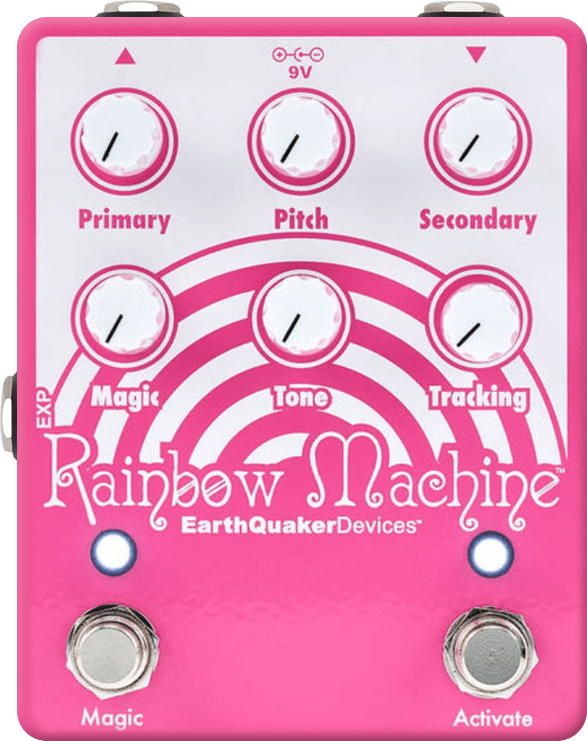 9V
Primary
Pitch
Secondary
Magic
Tone
Tracking
EXP
Rainbow Machine™
EarthQuakerDevices™
Magic
Activate